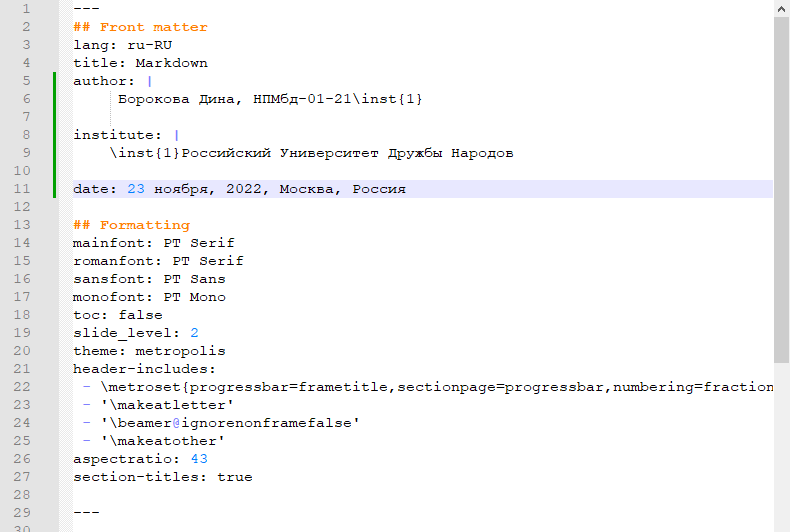 1 ---
2 ## Front matter
3 lang: ru-RU
4 title: Markdown
5 author: |
6 Борокова Дина, НПМбд-01-21\inst{1}
7
8 institute: |
9 \inst{1}Российский Университет Дружбы Народов
10
11 date: 23 ноября, 2022, Москва, Россия
12
13 ## Formatting
14 mainfont: PT Serif
15 romanfont: PT Serif
16 sansfont: PT Sans
17 monofont: PT Mono
18 toc: false
19 slide_level: 2
20 theme: metropolis
21 header-includes:
22 - \metroset{progressbar=frametitle,sectionpage=progressbar,numbering=fraction
23 - '\makeatletter'
24 - '\beamer@ignorenonframefalse'
25 - '\makeatother'
26 aspectratio: 43
27 section-titles: true
28
29 ---
30